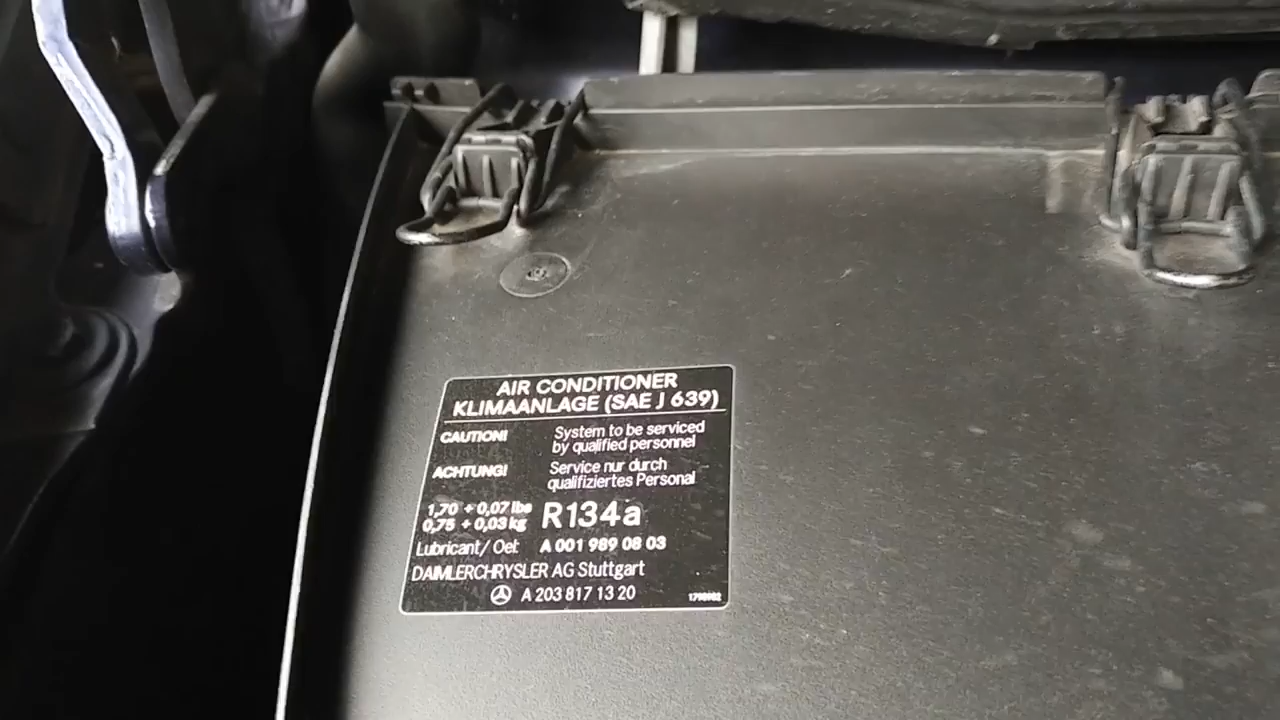 AIR CONDITIONER
KLIMAANLAGE (SAE J 639)
CAUTION! System to be serviced
by qualified personnel
ACHTUNG! Service nur durch
qualifiziertes Personal
1,70 + 0,07 lbs
0,75 + 0,03 kg R134a
Lubricant/Oel: A 001 989 08 03
DAIMLERCHRYSLER AG Stuttgart
A 203 817 13 20